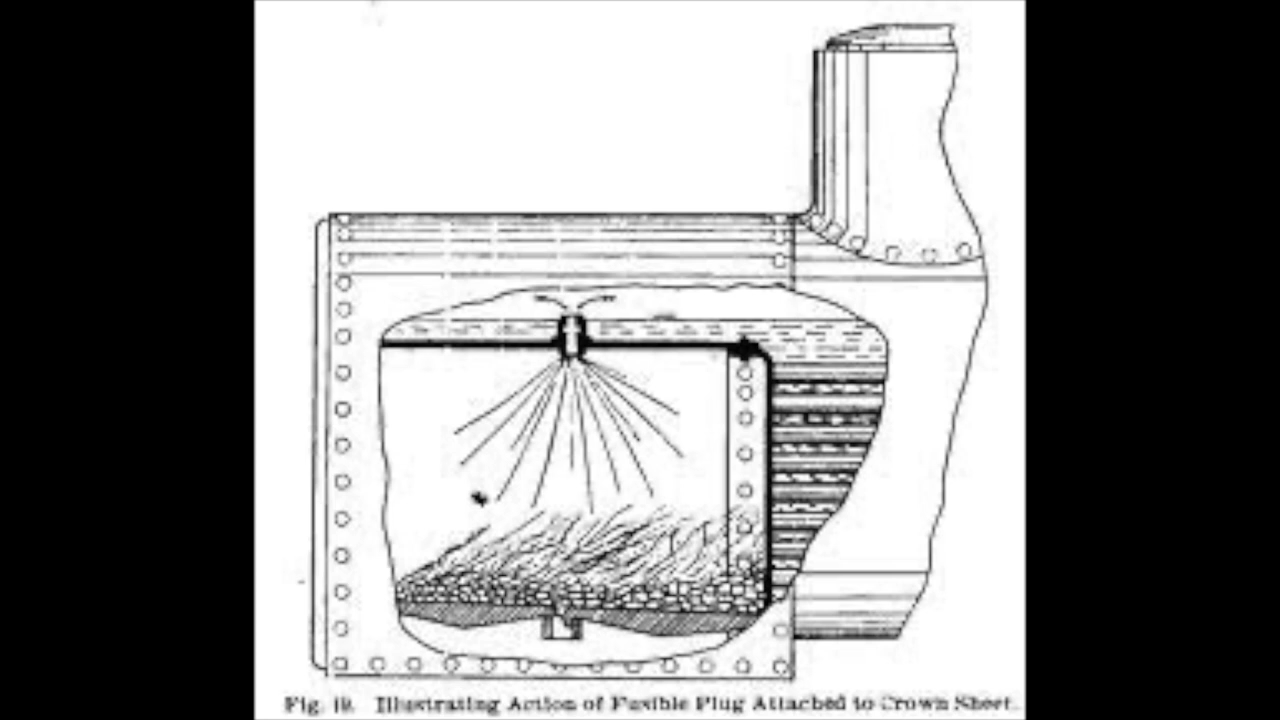 Fig. 19. Illustrating Action of Fusible Plug Attached to Crown Sheet.